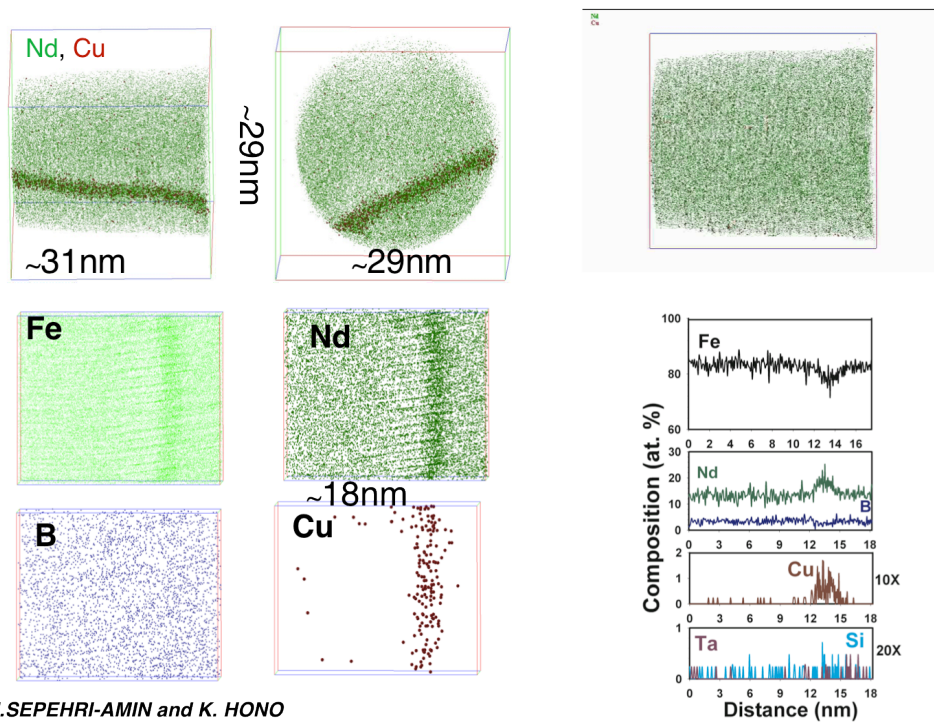 Nd, Cu
~31nm
~29nm
~29nm
Nd
Cu
Fe
Nd
~18nm
B
Cu
Composition (at. %)
100
80
60
Fe
0 2 4 6 8 10 12 14 16
30
20
10
0
Nd
B
0 3 6 9 12 15 18
2
1
0
Cu
10X
0 3 6 9 12 15 18
1
0
Ta
Si
20X
0 3 6 9 12 15 18
Distance (nm)
.SEPEHRI-AMIN and K. HONO